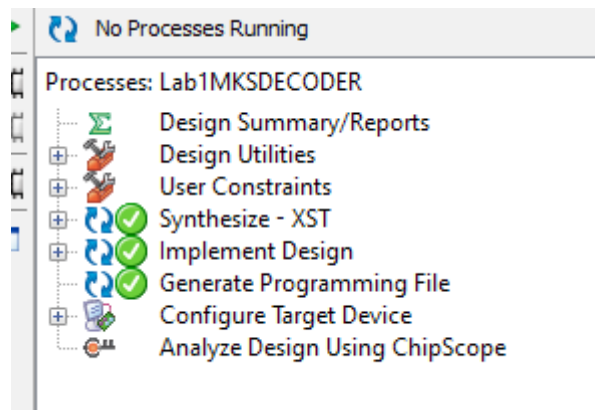 No Processes Running
Processes: Lab1MKSDECODER
Design Summary/Reports
Design Utilities
User Constraints
Synthesize - XST
Implement Design
Generate Programming File
Configure Target Device
Analyze Design Using ChipScope